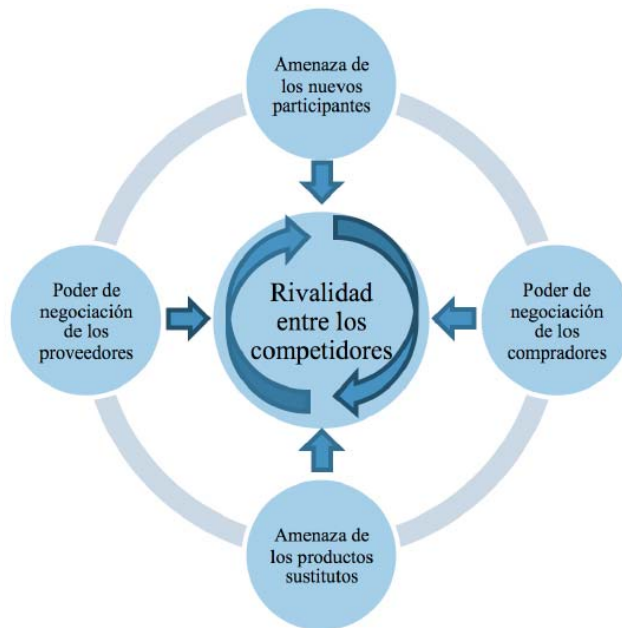 Amenaza de
los nuevos
participantes
Poder de
negociación
de los
proveedores
Rivalidad
entre los
competidores
Poder de
negociación
de los
compradores
Amenaza de
los productos
sustitutos